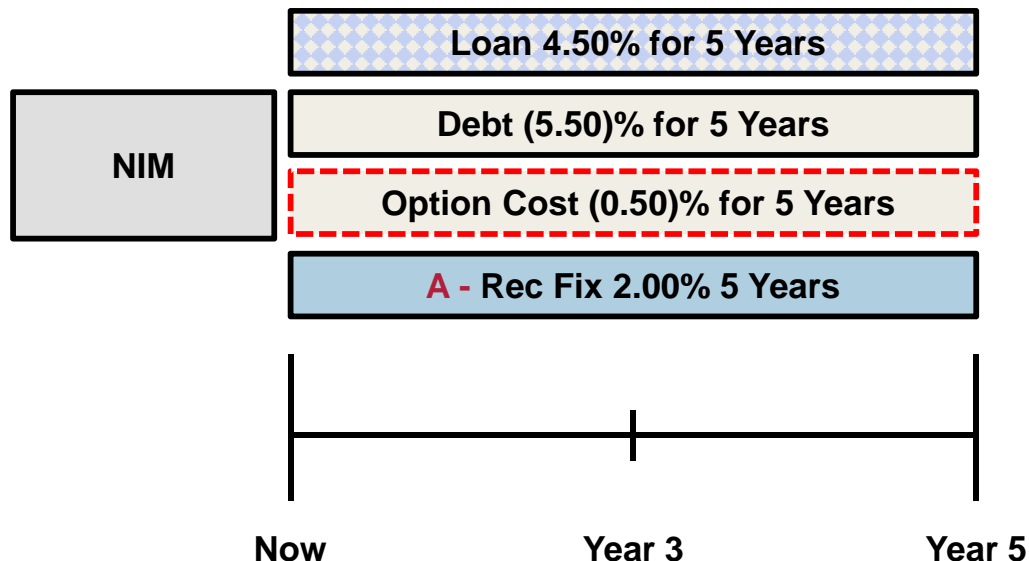 Loan 4.50% for 5 Years
NIM
Debt (5.50)% for 5 Years
Option Cost (0.50)% for 5 Years
A - Rec Fix 2.00% 5 Years
Now Year 3 Year 5